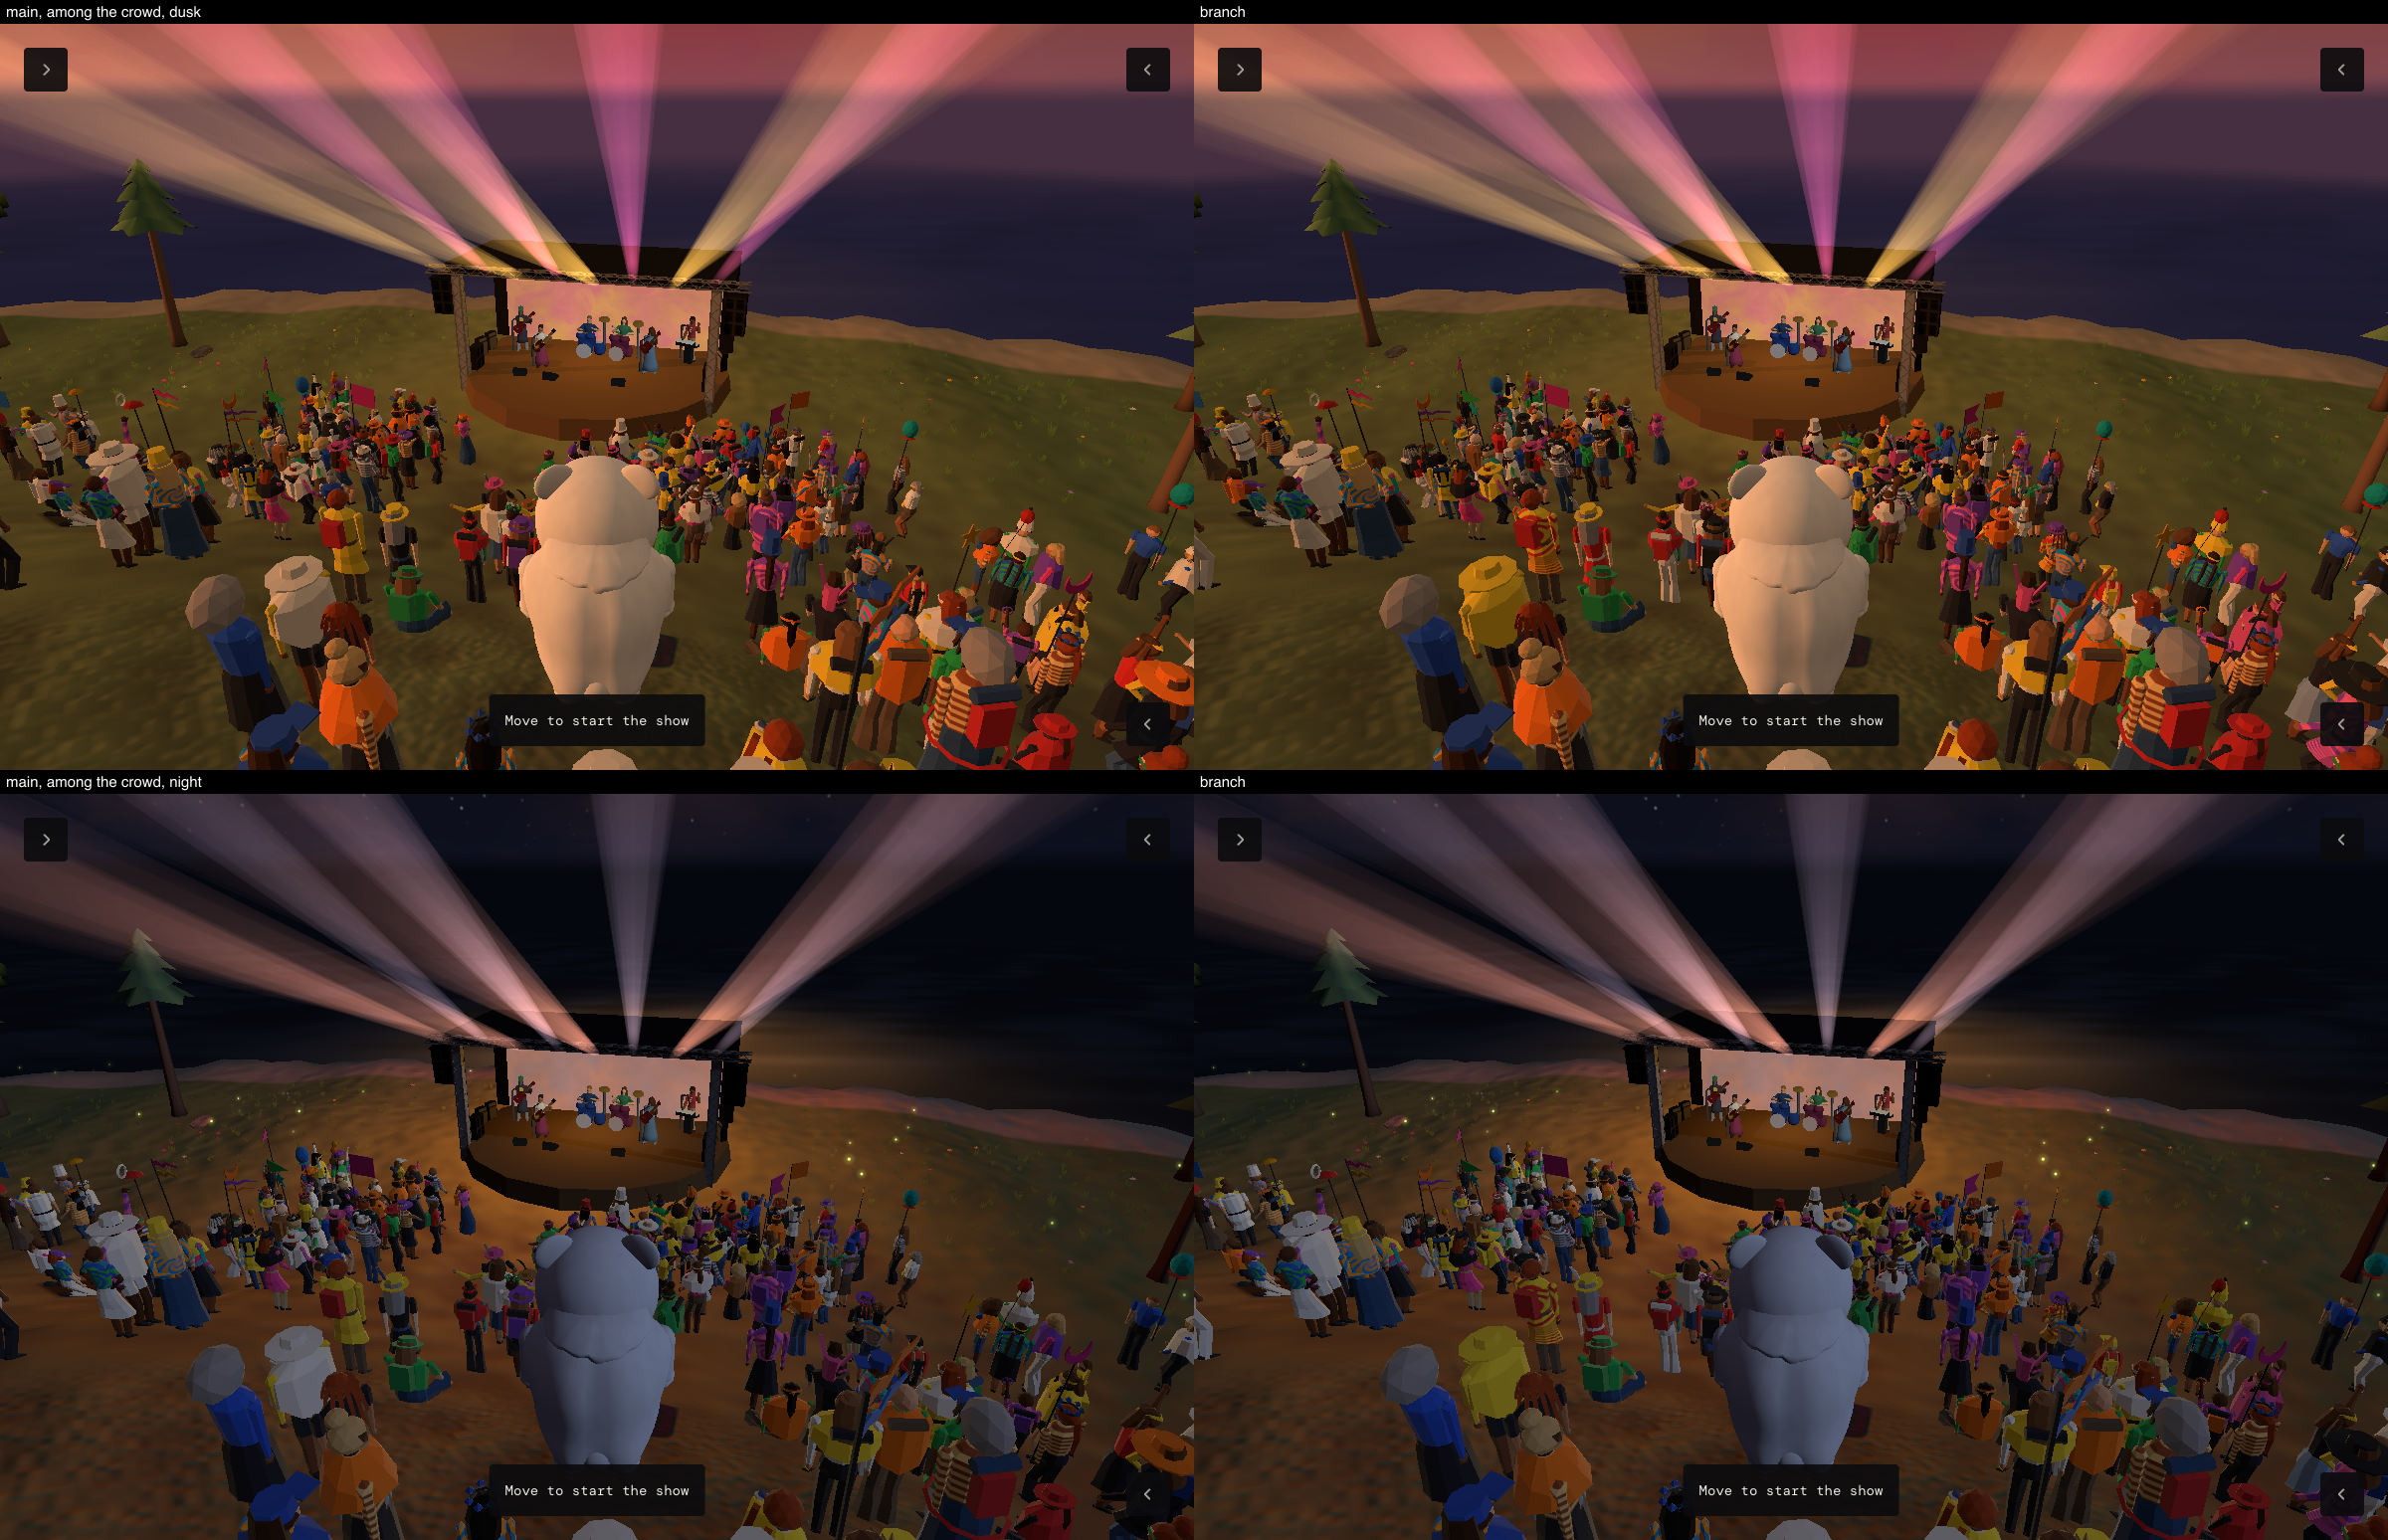 main, among the crowd, dusk
branch
Move to start the show
Move to start the show
main, among the crowd, night
branch
Move to start the show
Move to start the show